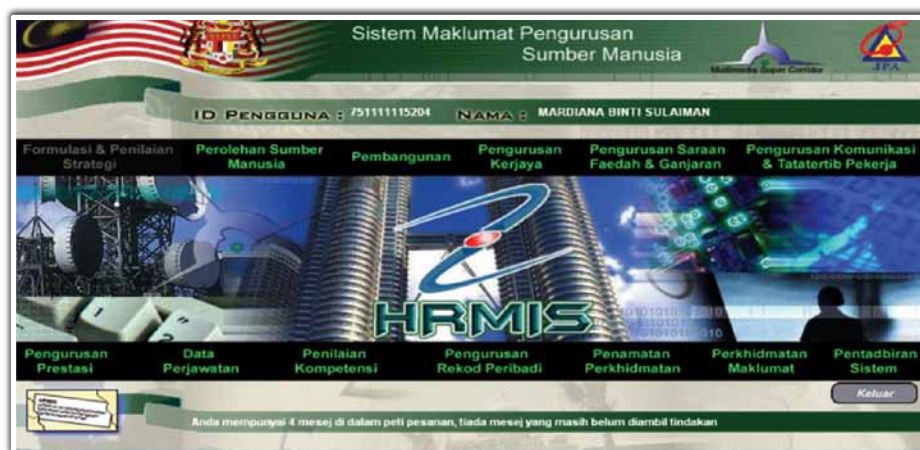 Sistem Maklumat Pengurusan
Sumber Manusia
Multimedia Super Corridor
JPA
ID PENGGUNA : 751111115204 NAMA : MARDIANA BINTI SULAIMAN
Formulasi & Penilaian Strategi
Perolehan Sumber Manusia
Pembangunan
Pengurusan Kerjaya
Pengurusan Saraan Faedah & Ganjaran
Pengurusan Komunikasi & Tatatertib Pekerja
HRMIS
Pengurusan Prestasi
Data Perjawatan
Penilaian Kompetensi
Pengurusan Rekod Peribadi
Penamatan Perkhidmatan
Perkhidmatan Maklumat
Pentadbiran Sistem
Keluar
Anda mempunyai 4 mesej di dalam peti pesanan, tiada mesej yang masih belum diambil tindakan